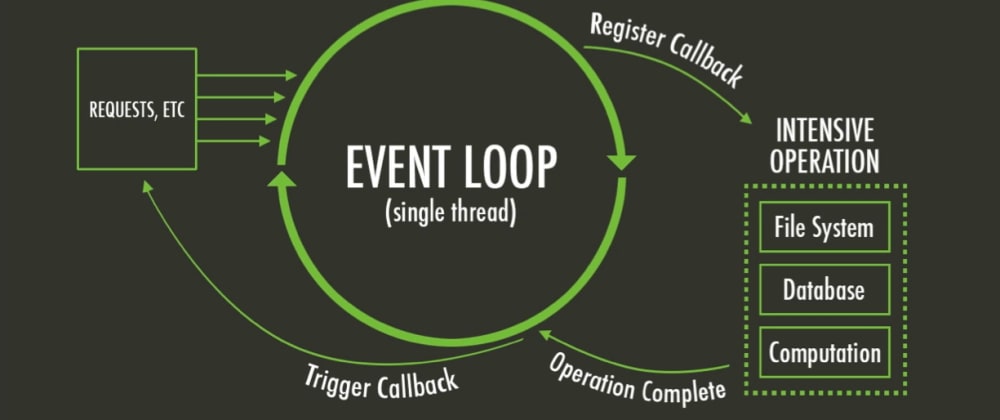 Register Callback
REQUESTS, ETC
INTENSIVE
OPERATION
EVENT LOOP
(single thread)
File System
Database
Computation
Trigger Callback
Operation Complete